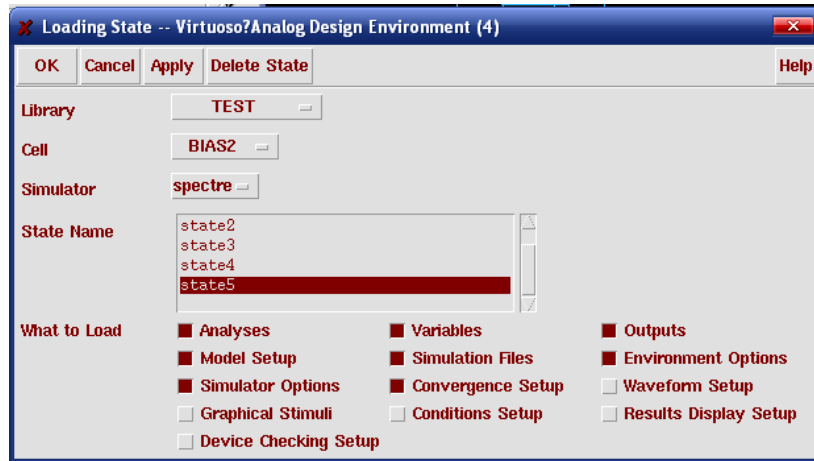 Loading State -- Virtuoso?Analog Design Environment (4)
OK Cancel Apply Delete State Help
Library TEST
Cell BIAS2
Simulator spectre
State Name state2
state3
state4
state5
What to Load Analyses Variables Outputs
Model Setup Simulation Files Environment Options
Simulator Options Convergence Setup Waveform Setup
Graphical Stimuli Conditions Setup Results Display Setup
Device Checking Setup